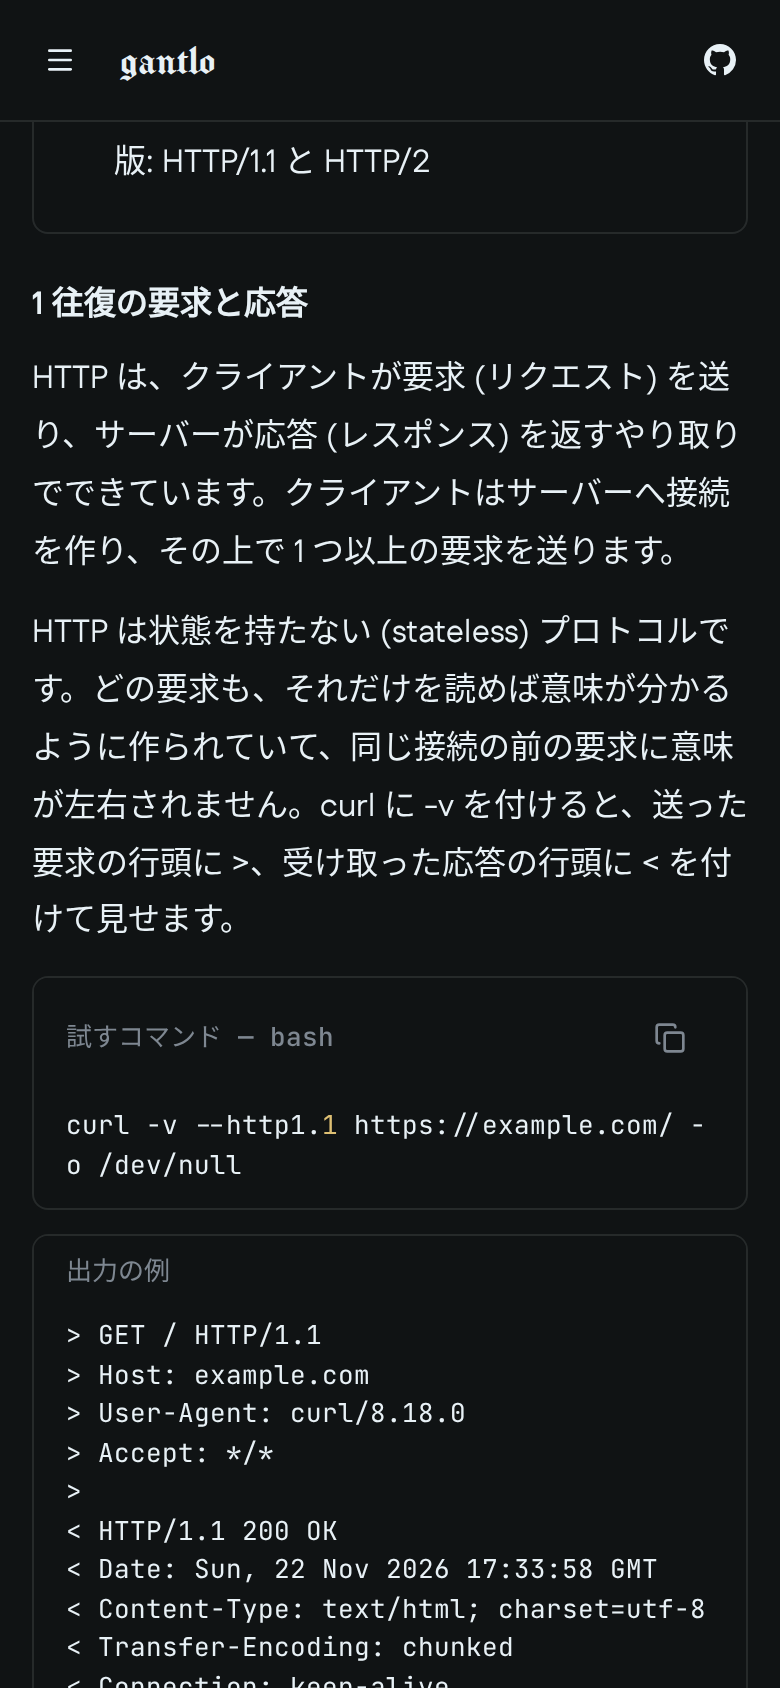 gantlo
版: HTTP/1.1 と HTTP/2
1 往復の要求と応答
HTTP は、クライアントが要求 (リクエスト) を送
り、サーバーが応答 (レスポンス) を返すやり取り
でできています。クライアントはサーバーへ接続
を作り、その上で 1 つ以上の要求を送ります。
HTTP は状態を持たない (stateless) プロトコルで
す。どの要求も、それだけを読めば意味が分かる
ように作られていて、同じ接続の前の要求に意味
が左右されません。curl に -v を付けると、送った
要求の行頭に >、受け取った応答の行頭に < を付
けて見せます。
試すコマンド — bash
curl -v --http1.1 https://example.com/ -
o /dev/null
出力の例
> GET / HTTP/1.1
> Host: example.com
> User-Agent: curl/8.18.0
> Accept: */*
>
< HTTP/1.1 200 OK
< Date: Sun, 22 Nov 2026 17:33:58 GMT
< Content-Type: text/html; charset=utf-8
< Transfer-Encoding: chunked
< Connection: keep-alive